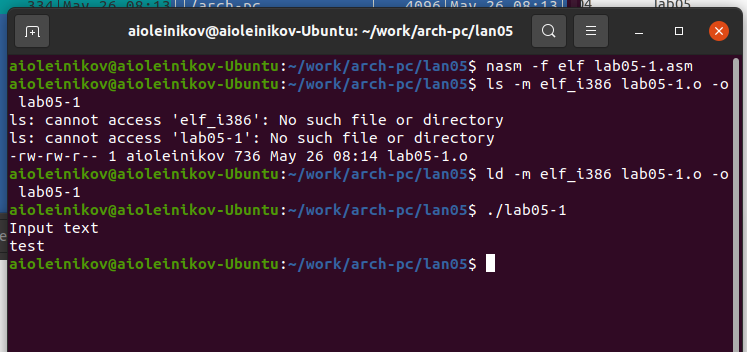 334|May 26 08:13| /arch-pc | 4096|May 26 08:13| 04 lab05
aioleinikov@aioleinikov-Ubuntu: ~/work/arch-pc/lan05
aioleinikov@aioleinikov-Ubuntu:~/work/arch-pc/lan05$ nasm -f elf lab05-1.asm
aioleinikov@aioleinikov-Ubuntu:~/work/arch-pc/lan05$ ls -m elf_i386 lab05-1.o -o
 lab05-1
ls: cannot access 'elf_i386': No such file or directory
ls: cannot access 'lab05-1': No such file or directory
-rw-rw-r-- 1 aioleinikov 736 May 26 08:14 lab05-1.o
aioleinikov@aioleinikov-Ubuntu:~/work/arch-pc/lan05$ ld -m elf_i386 lab05-1.o -o
 lab05-1
aioleinikov@aioleinikov-Ubuntu:~/work/arch-pc/lan05$ ./lab05-1
Input text
test
aioleinikov@aioleinikov-Ubuntu:~/work/arch-pc/lan05$